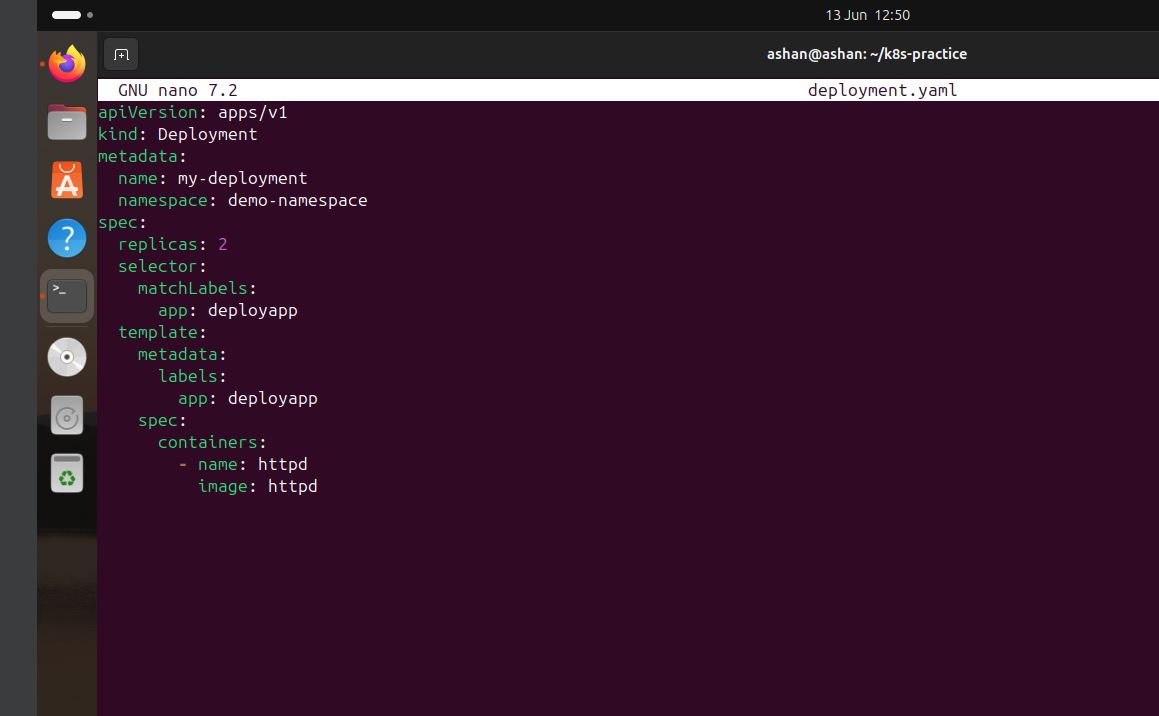 13 Jun 12:50
ashan@ashan: ~/k8s-practice
GNU nano 7.2 deployment.yaml
apiVersion: apps/v1
kind: Deployment
metadata:
  name: my-deployment
  namespace: demo-namespace
spec:
  replicas: 2
  selector:
    matchLabels:
      app: deployapp
  template:
    metadata:
      labels:
        app: deployapp
    spec:
      containers:
        - name: httpd
          image: httpd